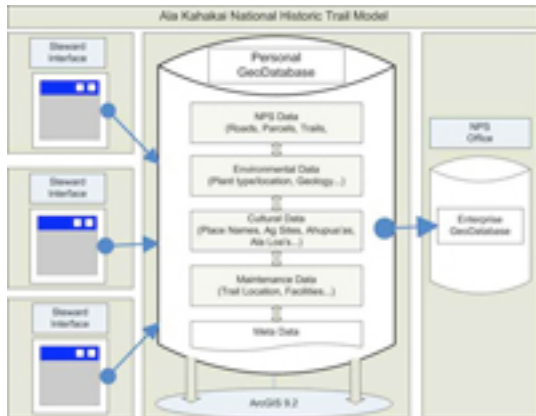 Ala Kahakai National Historic Trail Model
Steward
Interface
Steward
Interface
Steward
Interface
Personal
GeoDatabase
NPS Data
(Roads, Parcels, Trails,
Environmental Data
(Plant type/location, Geology...)
Cultural Data
(Place Names, Ag Sites, Ahupua'as,
Ala Loa's...)
Maintenance Data
(Trail Location, Facilities...)
Meta Data
ArcGIS 9.2
NPS
Office
Enterprise
GeoDatabase